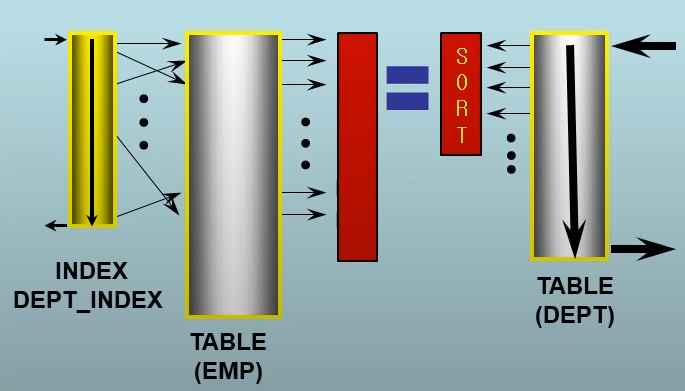 INDEX
DEPT_INDEX
TABLE
(EMP)
S
O
R
T
TABLE
(DEPT)